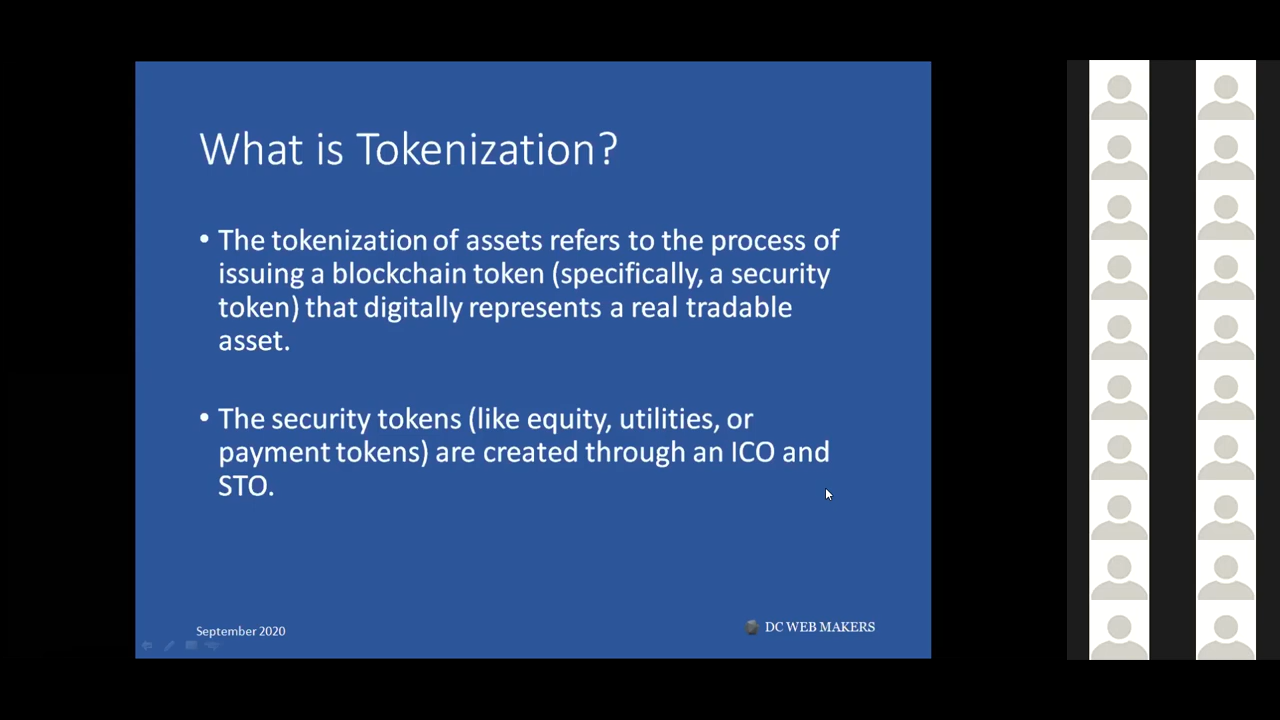 What is Tokenization?
• The tokenization of assets refers to the process of
issuing a blockchain token (specifically, a security
token) that digitally represents a real tradable
asset.
• The security tokens (like equity, utilities, or
payment tokens) are created through an ICO and
STO.
September 2020
DC WEB MAKERS